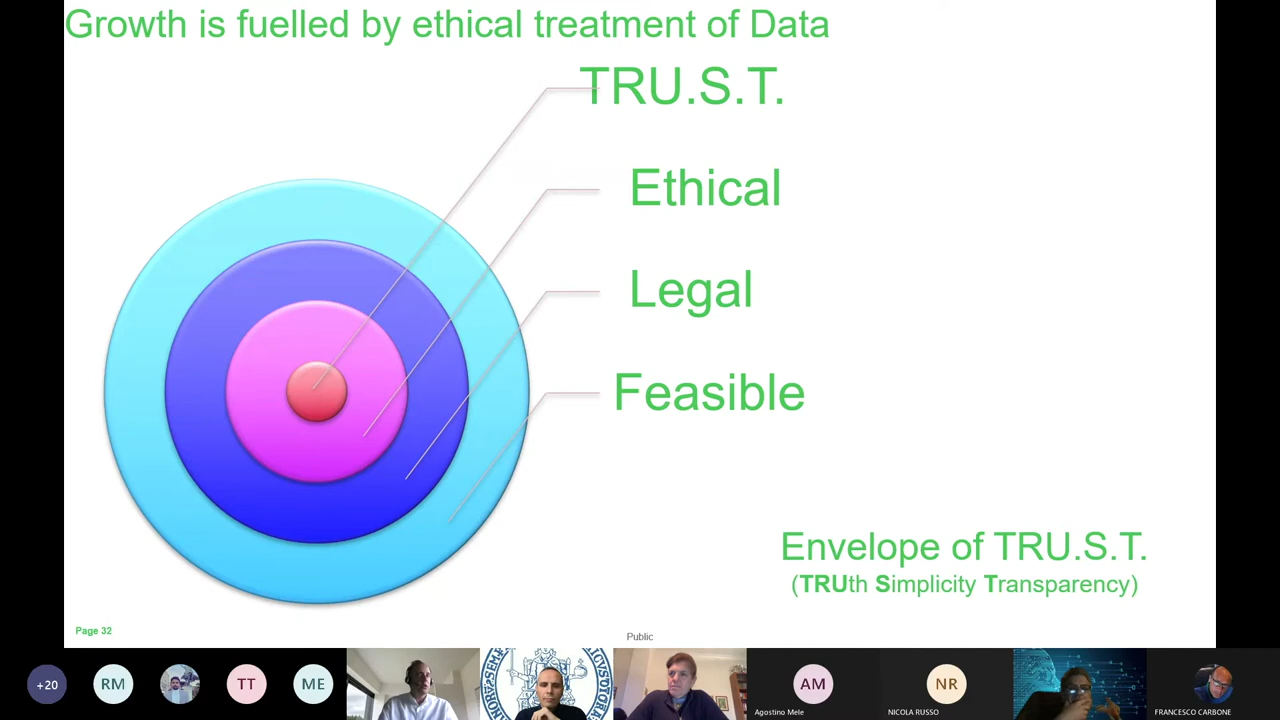 Growth is fuelled by ethical treatment of Data
TRU.S.T.
Ethical
Legal
Feasible
Envelope of TRU.S.T.
(TRUth Simplicity Transparency)
Page 32
Public
+20
RM
TT
ME
AM
Agostino Mele
NR
NICOLA RUSSO
FRANCESCO CARBONE